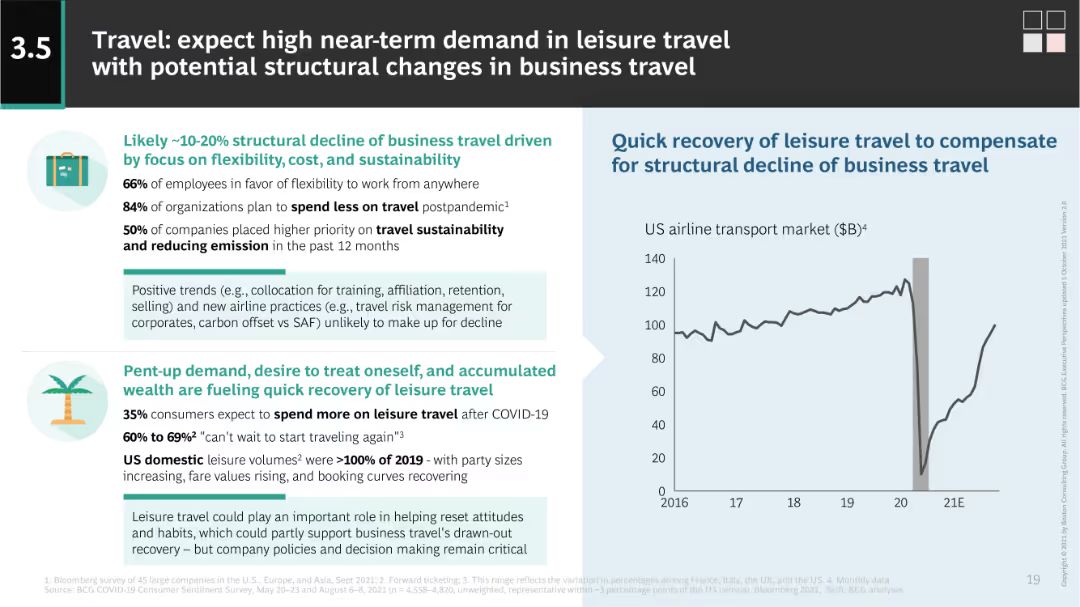 3.5
Travel: expect high near-term demand in leisure travel
with potential structural changes in business travel
Likely ~10-20% structural decline of business travel driven
by focus on flexibility, cost, and sustainability
66% of employees in favor of flexibility to work from anywhere
84% of organizations plan to spend less on travel postpandemic¹
50% of companies placed higher priority on travel sustainability
and reducing emission in the past 12 months
Positive trends (e.g., collocation for training, affiliation, retention,
selling) and new airline practices (e.g., travel risk management for
corporates, carbon offset vs SAF) unlikely to make up for decline
Pent-up demand, desire to treat oneself, and accumulated
wealth are fueling quick recovery of leisure travel
35% consumers expect to spend more on leisure travel after COVID-19
60% to 69%² “can’t wait to start traveling again”³
US domestic leisure volumes² were >100% of 2019 - with party sizes
increasing, fare values rising, and booking curves recovering
Leisure travel could play an important role in helping reset attitudes
and habits, which could partly support business travel’s drawn-out
recovery – but company policies and decision making remain critical
Quick recovery of leisure travel to compensate
for structural decline of business travel
US airline transport market ($B)⁴
140
120
100
80
60
40
20
0
2016 17 18 19 20 21E
1. Bloomberg survey of 45 large companies in the U.S., Europe, and Asia, Sept 2021; 2. Forward ticketing; 3. This range reflects the variation in percentages among France, Italy, the UK, and the US. 4. Monthly data
Source: BCG COVID-19 Consumer Sentiment Survey, May 20–23 and August 6–8, 2021 (n = 4,558–4,820, unweighted, representative within ~3 percentage points of the US census. Bloomberg 2021, Skift, BCG analyses
19
Copyright © 2021 by Boston Consulting Group. All rights reserved. BCG Executive Perspectives updated 5 October 2021 Version 2.0